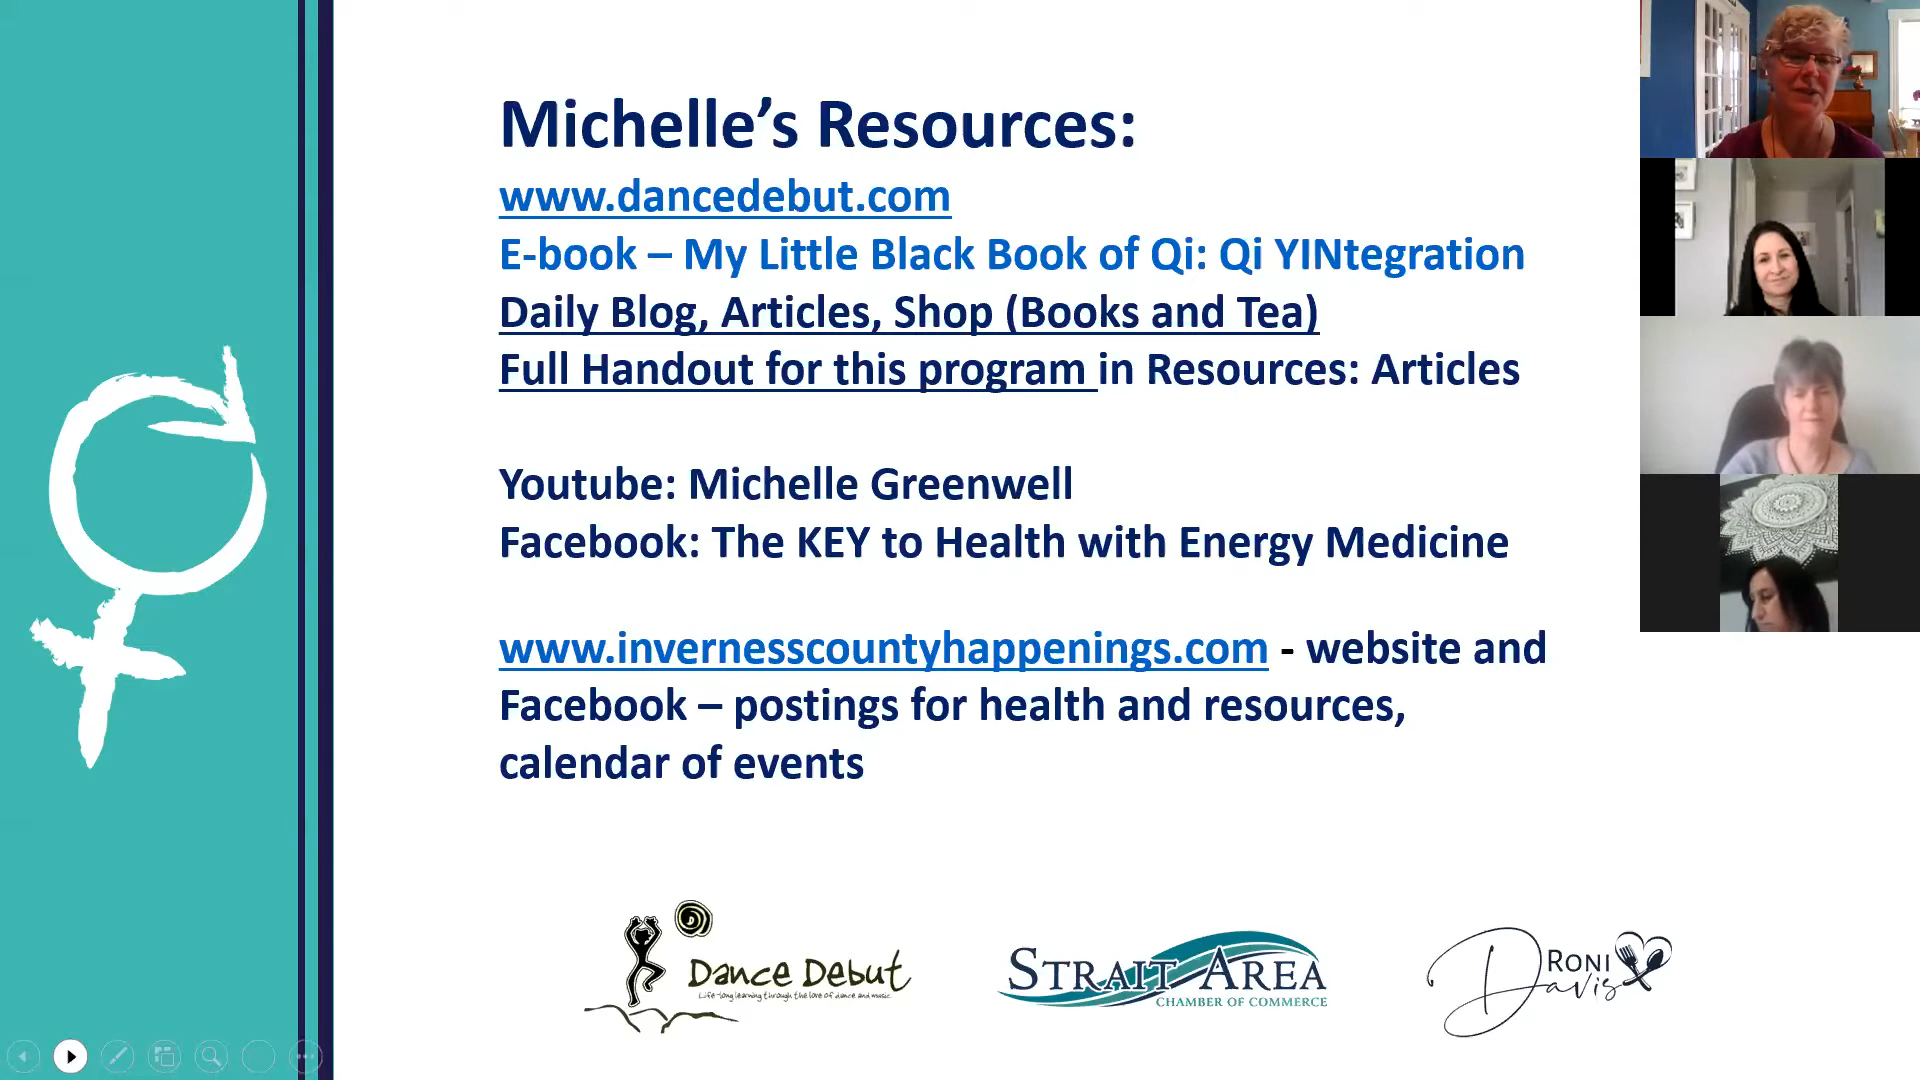 Michelle's Resources:
www.dancedebut.com
E-book – My Little Black Book of Qi: Qi YINtegration
Daily Blog, Articles, Shop (Books and Tea)
Full Handout for this program in Resources: Articles
Youtube: Michelle Greenwell
Facebook: The KEY to Health with Energy Medicine
www.invernesscountyhappenings.com - website and
Facebook – postings for health and resources,
calendar of events
Dance Debut
Life-long learning through the love of dance and music
STRAIT AREA
CHAMBER OF COMMERCE
RONI
Davis